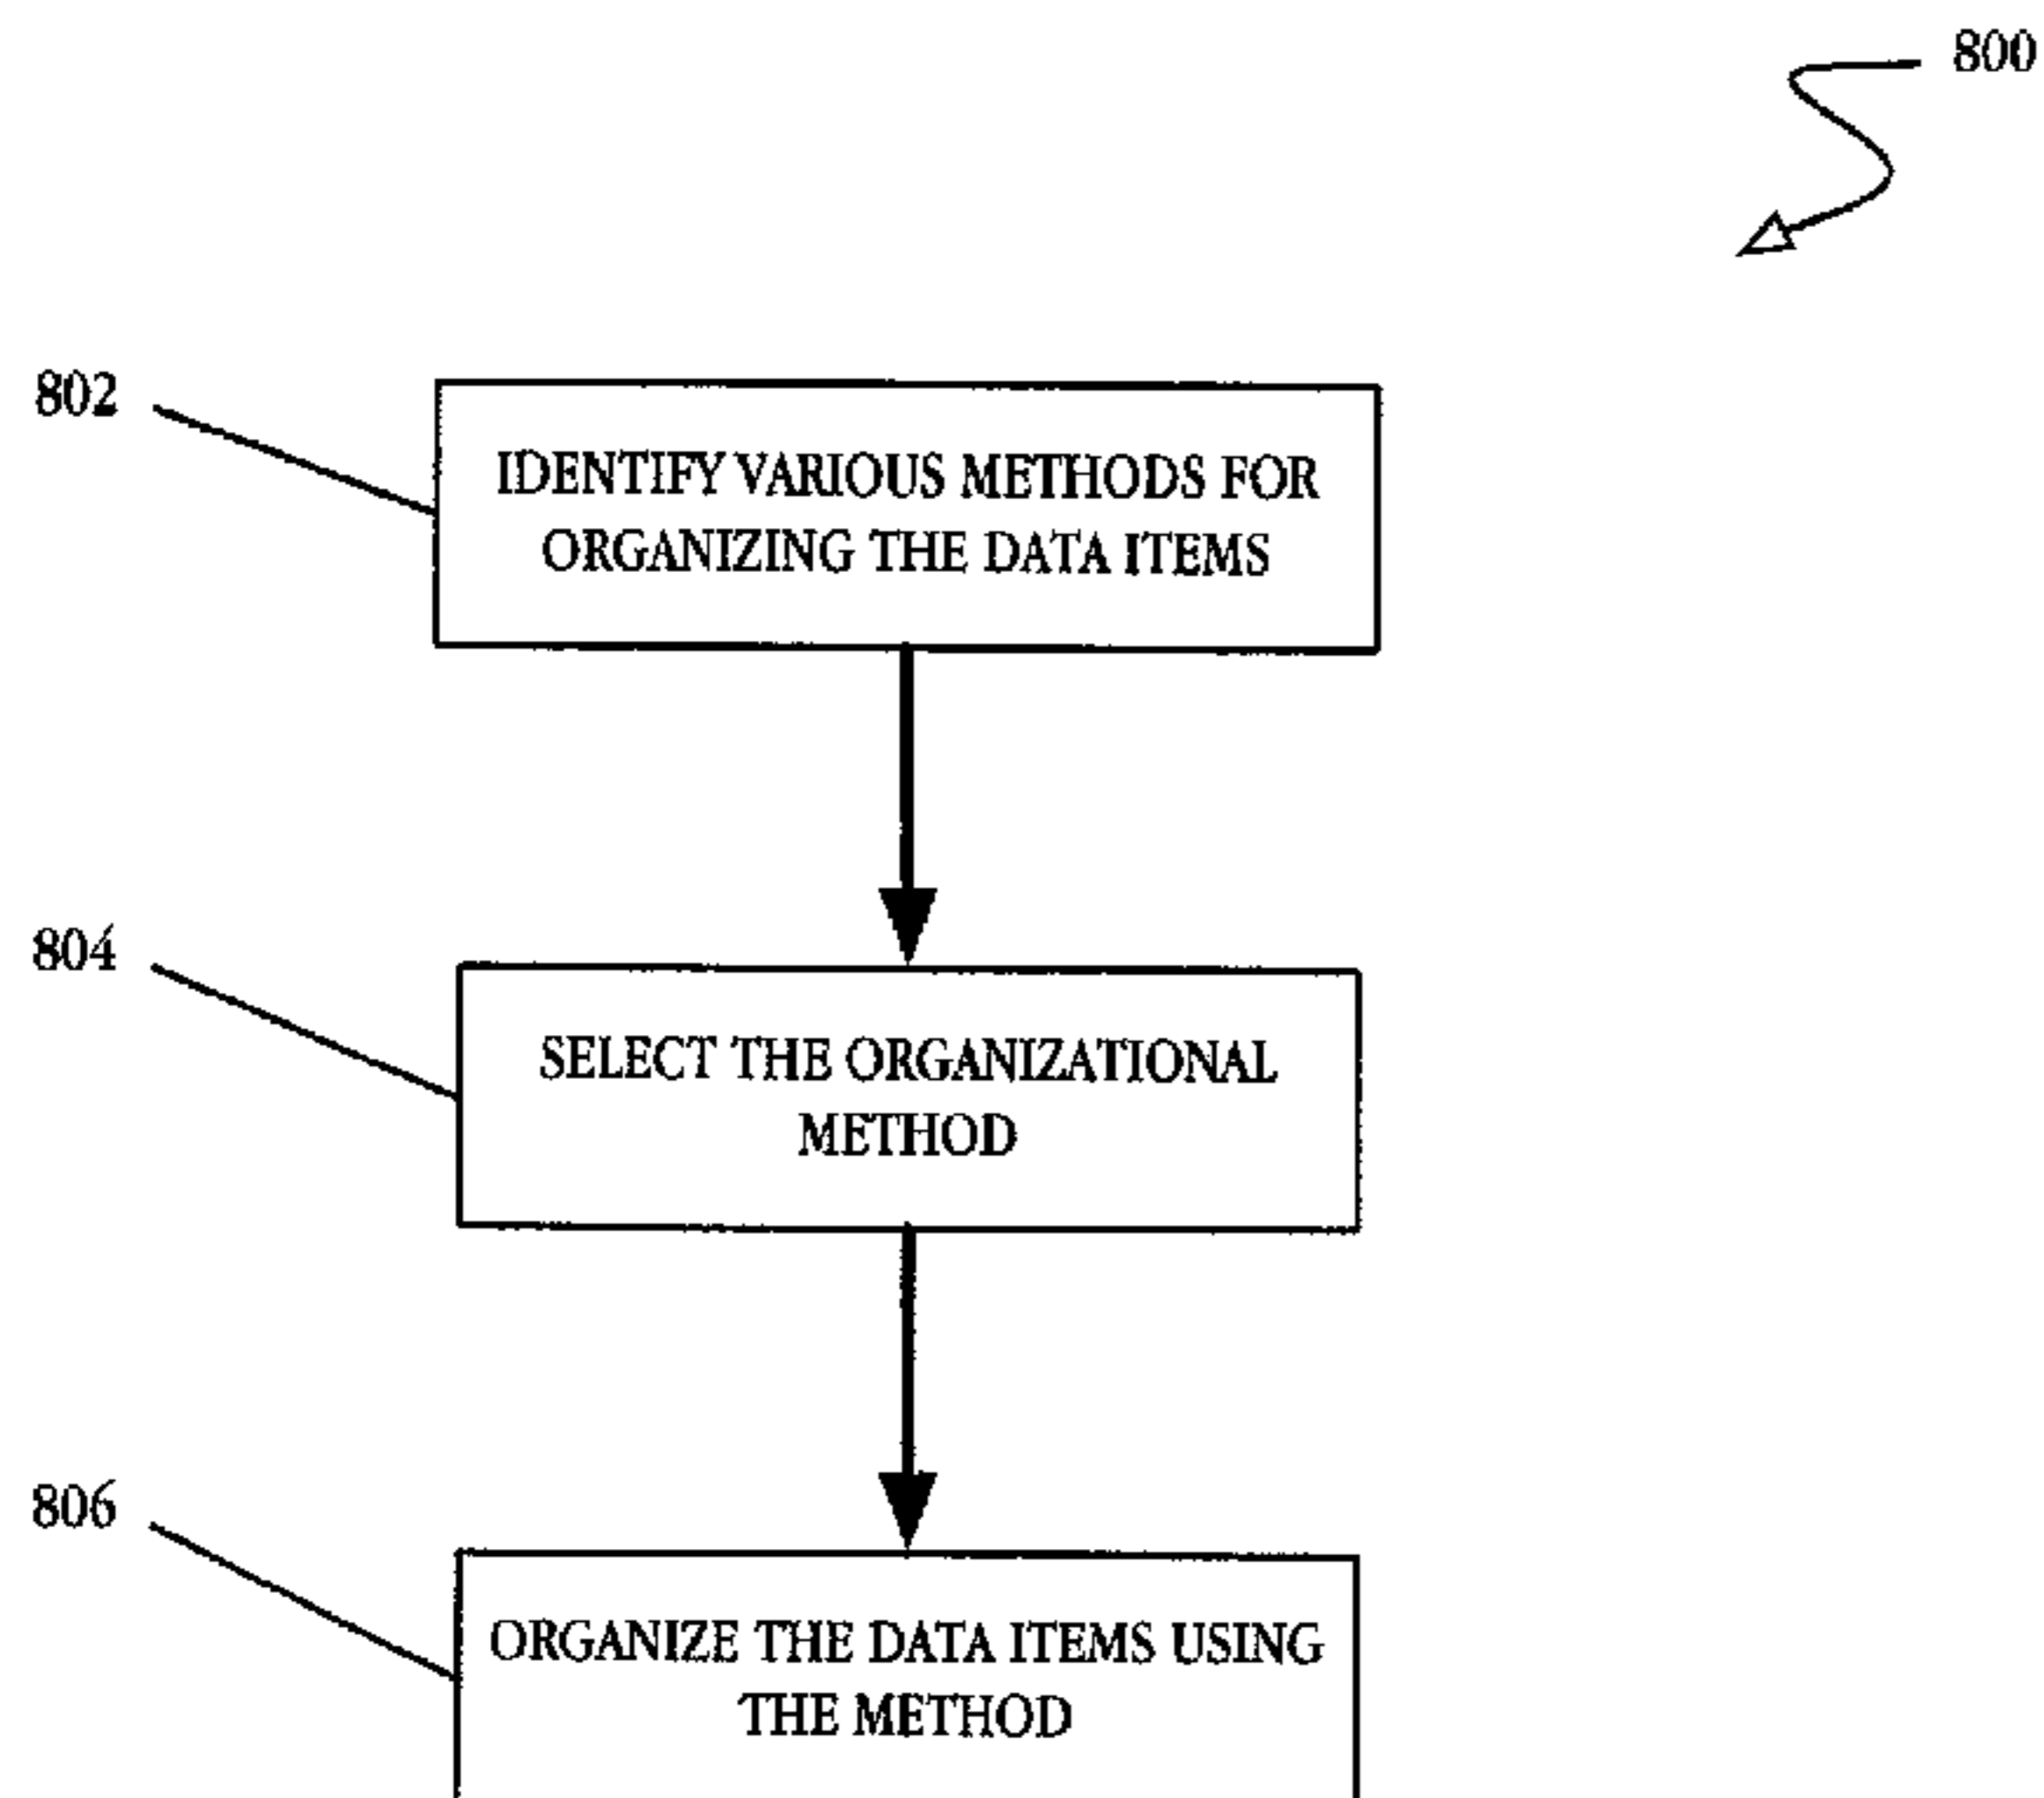 800
802
IDENTIFY VARIOUS METHODS FOR
ORGANIZING THE DATA ITEMS
804
SELECT THE ORGANIZATIONAL
METHOD
806
ORGANIZE THE DATA ITEMS USING
THE METHOD